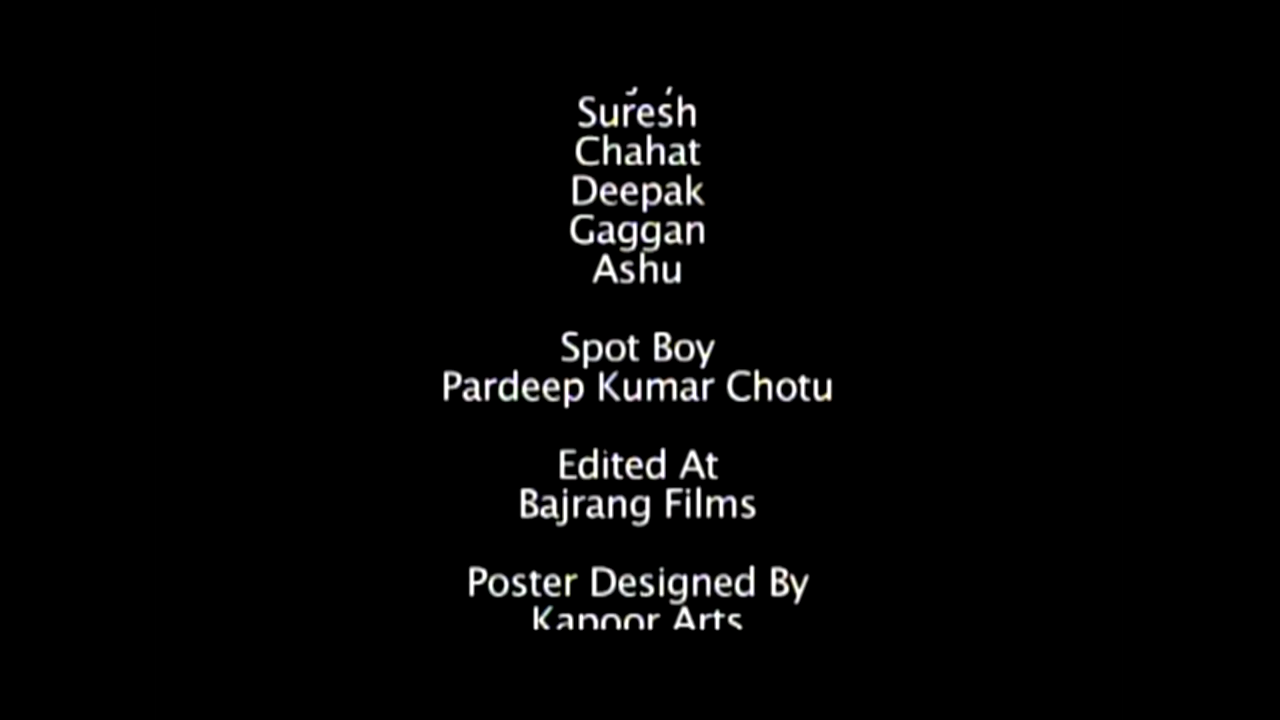 Suresh
Chahat
Deepak
Gaggan
Ashu
Spot Boy
Pardeep Kumar Chotu
Edited At
Bajrang Films
Poster Designed By
Kapoor Arts